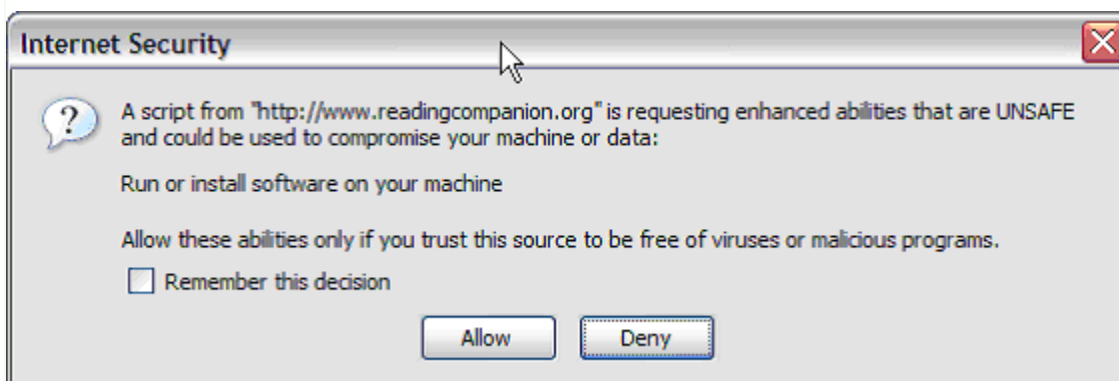 Internet Security
A script from "http://www.readingcompanion.org" is requesting enhanced abilities that are UNSAFE
and could be used to compromise your machine or data:
Run or install software on your machine
Allow these abilities only if you trust this source to be free of viruses or malicious programs.
Remember this decision
Allow Deny